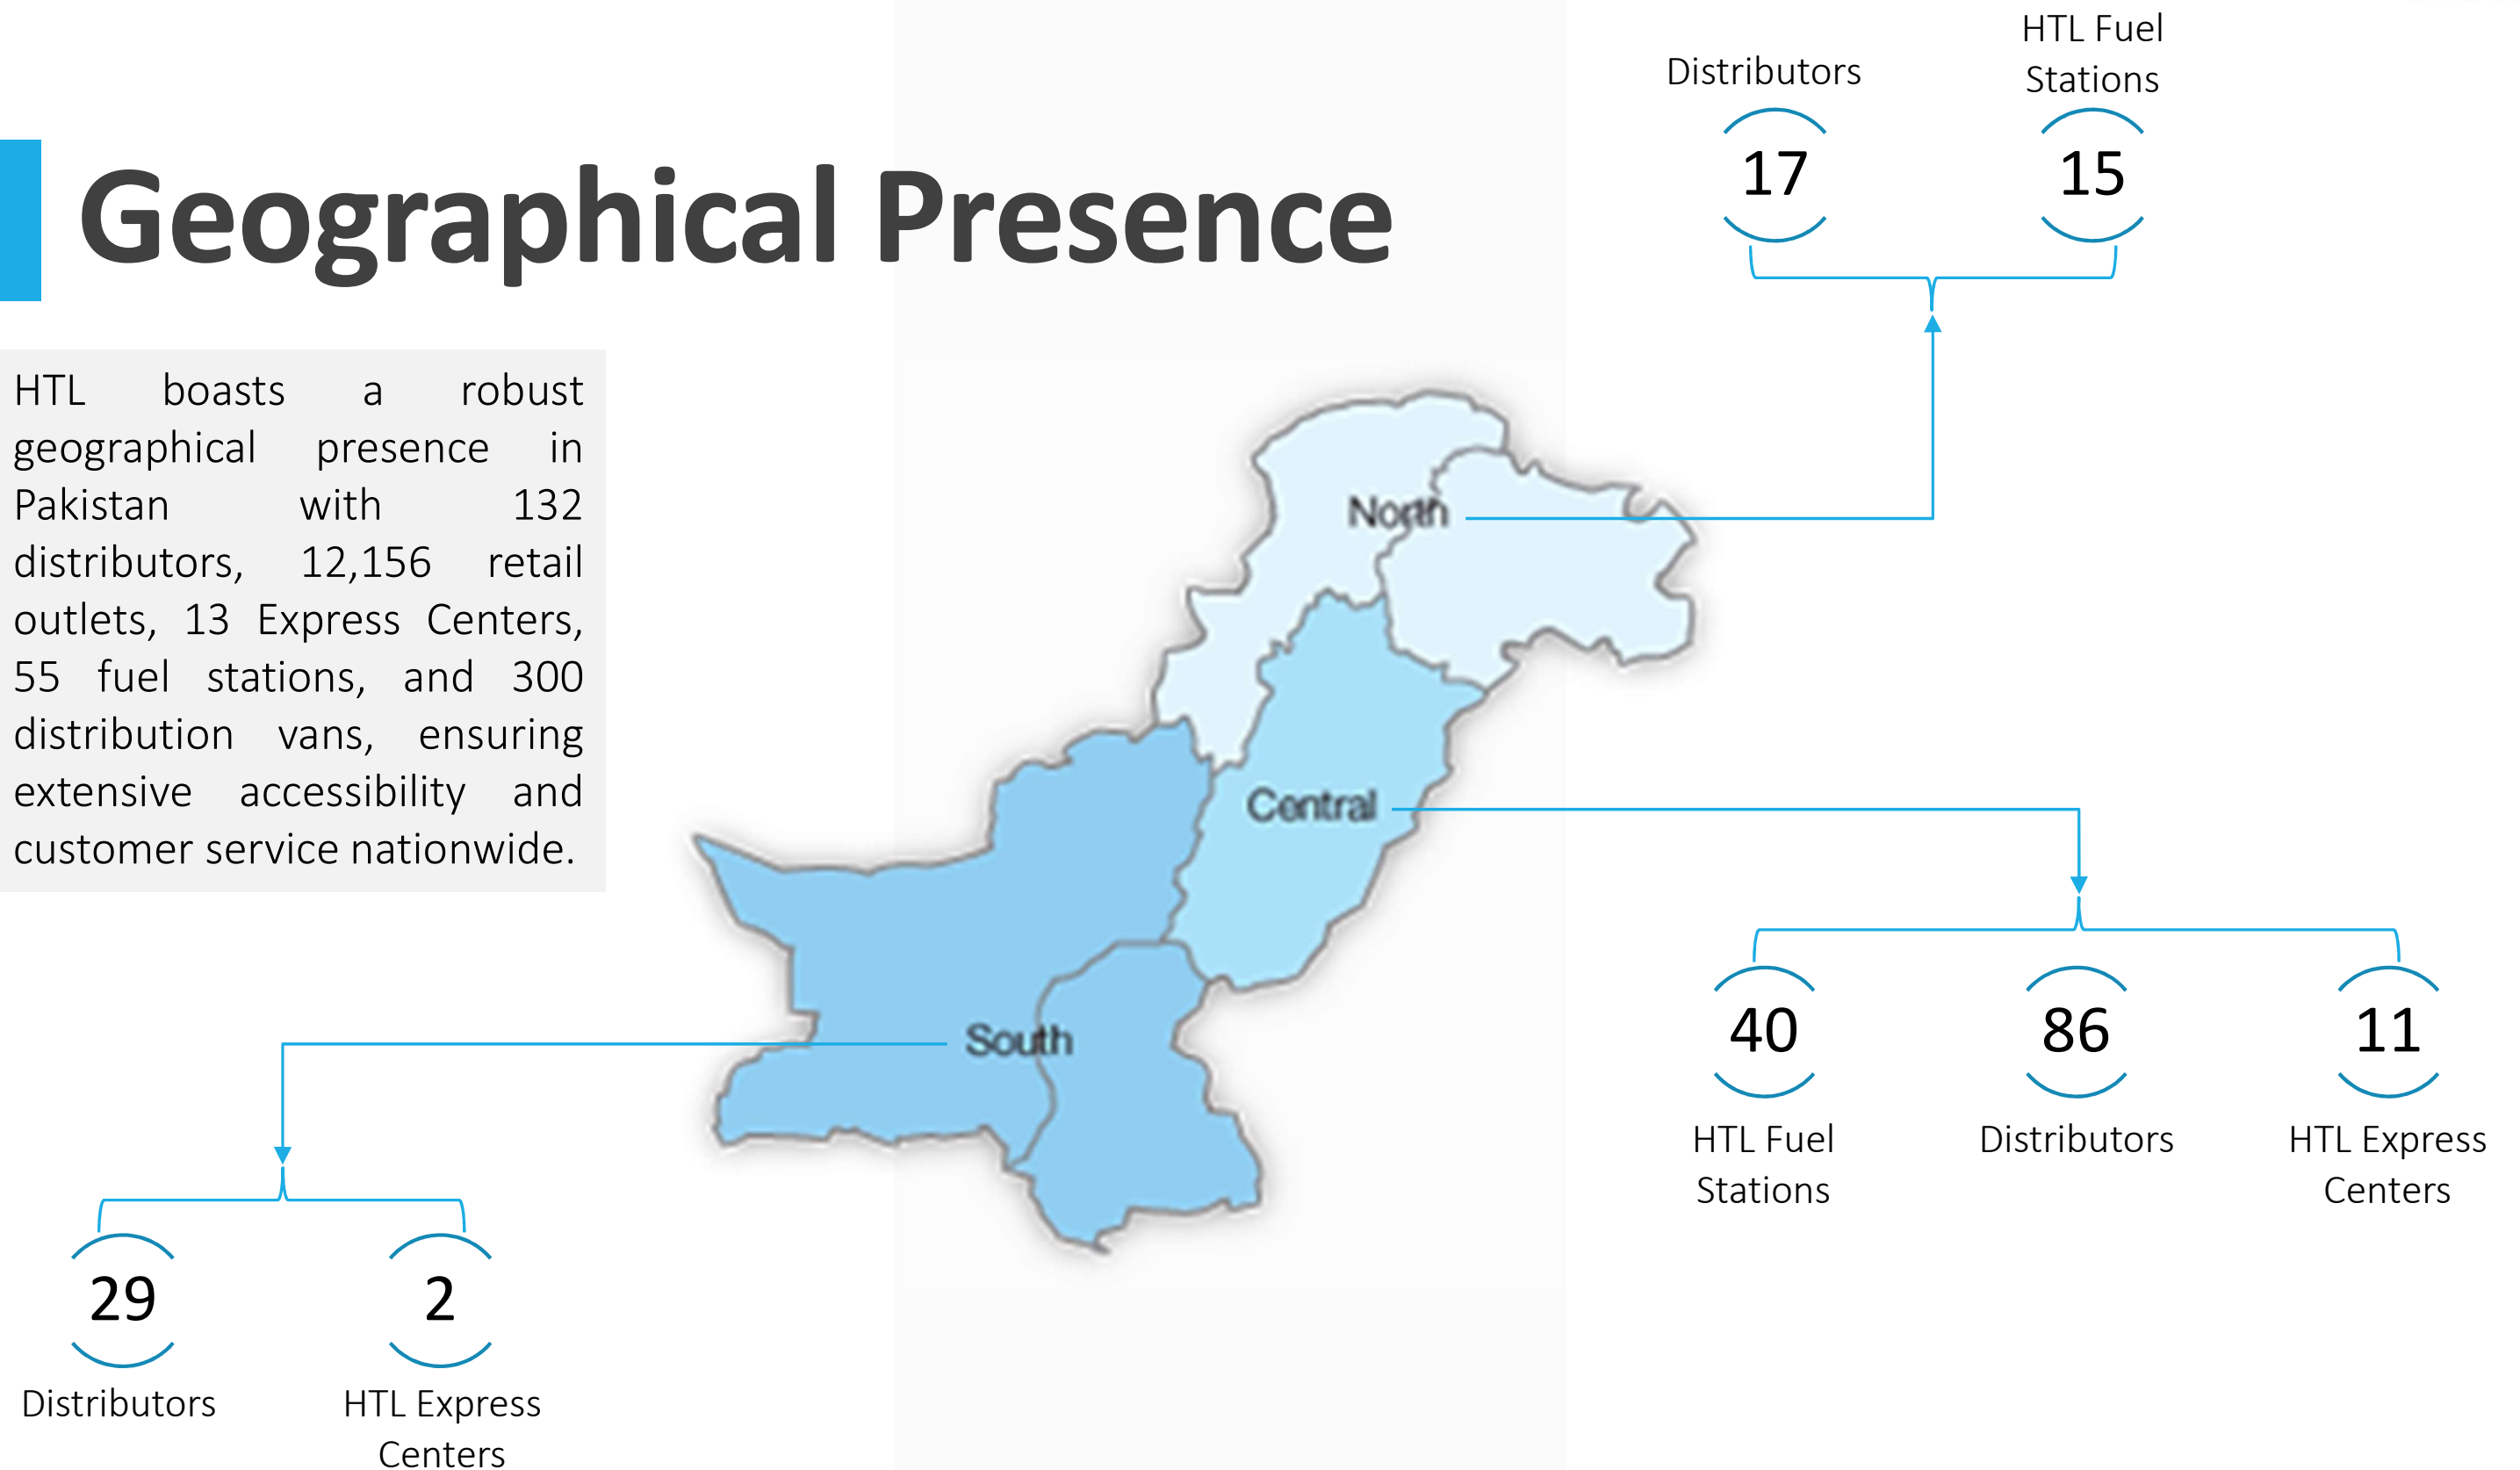 Geographical Presence
HTL boasts a robust
geographical presence in
Pakistan with 132
distributors, 12,156 retail
outlets, 13 Express Centers,
55 fuel stations, and 300
distribution vans, ensuring
extensive accessibility and
customer service nationwide.
Distributors
17
HTL Fuel
Stations
15
North
Central
40
HTL Fuel
Stations
86
Distributors
11
HTL Express
Centers
South
29
Distributors
2
HTL Express
Centers